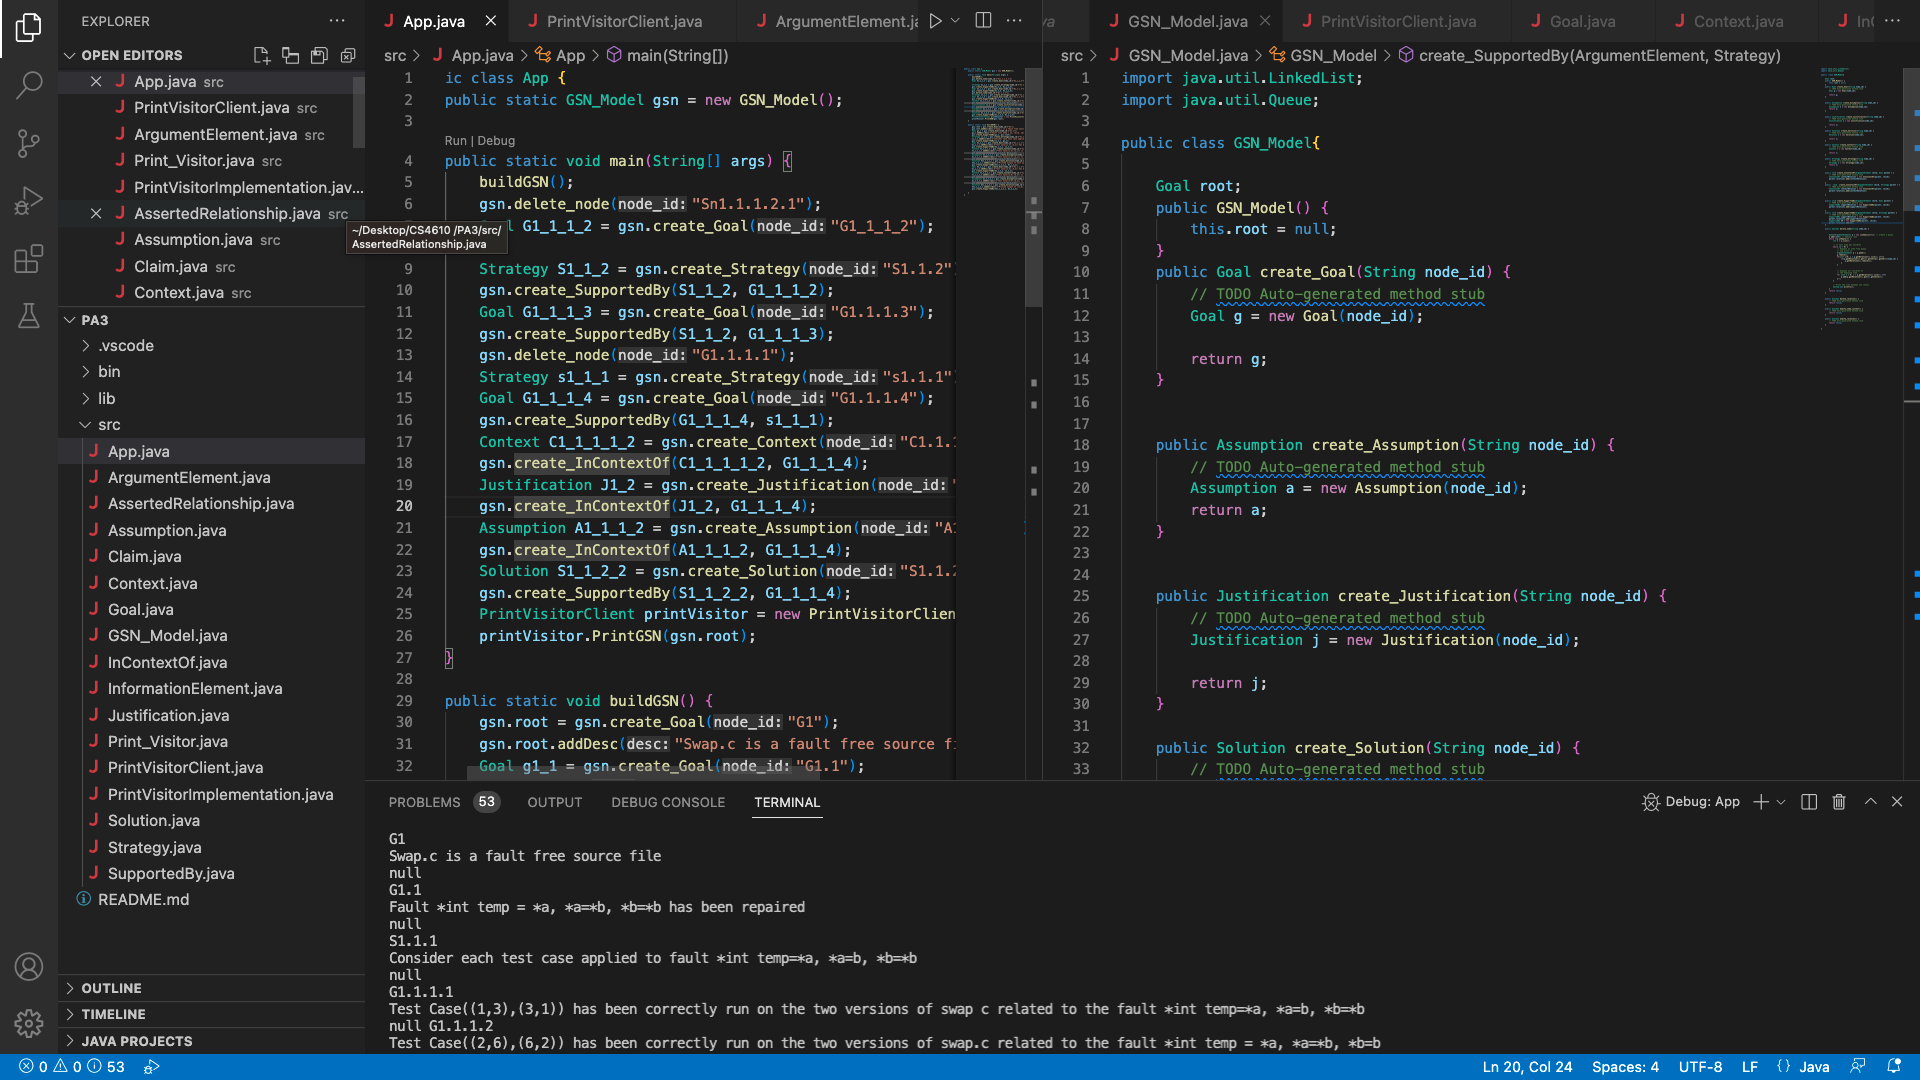 EXPLORER
OPEN EDITORS
App.java src
PrintVisitorClient.java src
ArgumentElement.java src
Print_Visitor.java src
PrintVisitorImplementation.jav...
AssertedRelationship.java src
Assumption.java src
Claim.java src
Context.java src
~/Desktop/CS4610 /PA3/src/
AssertedRelationship.java
PA3
.vscode
bin
lib
src
App.java
ArgumentElement.java
AssertedRelationship.java
Assumption.java
Claim.java
Context.java
Goal.java
GSN_Model.java
InContextOf.java
InformationElement.java
Justification.java
Print_Visitor.java
PrintVisitorClient.java
PrintVisitorImplementation.java
Solution.java
Strategy.java
SupportedBy.java
README.md
OUTLINE
TIMELINE
JAVA PROJECTS
App.java PrintVisitorClient.java ArgumentElement.ja
src > App.java > App > main(String[])
1 ic class App {
2 public static GSN_Model gsn = new GSN_Model();
3
Run | Debug
4 public static void main(String[] args) {
5 buildGSN();
6 gsn.delete_node(node_id: "Sn1.1.1.2.1");
l G1_1_1_2 = gsn.create_Goal(node_id: "G1_1_1_2");
9 Strategy S1_1_2 = gsn.create_Strategy(node_id: "S1.1.2"
10 gsn.create_SupportedBy(S1_1_2, G1_1_1_2);
11 Goal G1_1_1_3 = gsn.create_Goal(node_id: "G1.1.1.3");
12 gsn.create_SupportedBy(S1_1_2, G1_1_1_3);
13 gsn.delete_node(node_id: "G1.1.1.1");
14 Strategy s1_1_1 = gsn.create_Strategy(node_id: "s1.1.1"
15 Goal G1_1_1_4 = gsn.create_Goal(node_id: "G1.1.1.4");
16 gsn.create_SupportedBy(G1_1_1_4, s1_1_1);
17 Context C1_1_1_1_2 = gsn.create_Context(node_id: "C1.1.1
18 gsn.create_InContextOf(C1_1_1_1_2, G1_1_1_4);
19 Justification J1_2 = gsn.create_Justification(node_id: "
20 gsn.create_InContextOf(J1_2, G1_1_1_4);
21 Assumption A1_1_1_2 = gsn.create_Assumption(node_id: "A1
22 gsn.create_InContextOf(A1_1_1_2, G1_1_1_4);
23 Solution S1_1_2_2 = gsn.create_Solution(node_id: "S1.1.2
24 gsn.create_SupportedBy(S1_1_2_2, G1_1_1_4);
25 PrintVisitorClient printVisitor = new PrintVisitorClien
26 printVisitor.PrintGSN(gsn.root);
27 }
28
29 public static void buildGSN() {
30 gsn.root = gsn.create_Goal(node_id: "G1");
31 gsn.root.addDesc(desc: "Swap.c is a fault free source fi
32 Goal g1_1 = gsn.create_Goal(node_id: "G1.1");
va GSN_Model.java PrintVisitorClient.java Goal.java Context.java InC
src > GSN_Model.java > GSN_Model > create_SupportedBy(ArgumentElement, Strategy)
1 import java.util.LinkedList;
2 import java.util.Queue;
3
4 public class GSN_Model{
5
6 Goal root;
7 public GSN_Model() {
8 this.root = null;
9 }
10 public Goal create_Goal(String node_id) {
11 // TODO Auto-generated method stub
12 Goal g = new Goal(node_id);
13
14 return g;
15 }
16
17
18 public Assumption create_Assumption(String node_id) {
19 // TODO Auto-generated method stub
20 Assumption a = new Assumption(node_id);
21 return a;
22 }
23
24
25 public Justification create_Justification(String node_id) {
26 // TODO Auto-generated method stub
27 Justification j = new Justification(node_id);
28
29 return j;
30 }
31
32 public Solution create_Solution(String node_id) {
33 // TODO Auto-generated method stub
PROBLEMS 53 OUTPUT DEBUG CONSOLE TERMINAL
Debug: App
G1
Swap.c is a fault free source file
null
G1.1
Fault *int temp = *a, *a=*b, *b=*b has been repaired
null
S1.1.1
Consider each test case applied to fault *int temp=*a, *a=b, *b=*b
null
G1.1.1.1
Test Case((1,3),(3,1)) has been correctly run on the two versions of swap c related to the fault *int temp=*a, *a=b, *b=*b
null G1.1.1.2
Test Case((2,6),(6,2)) has been correctly run on the two versions of swap.c related to the fault *int temp = *a, *a=*b, *b=b
0 0 53
Ln 20, Col 24 Spaces: 4 UTF-8 LF {} Java